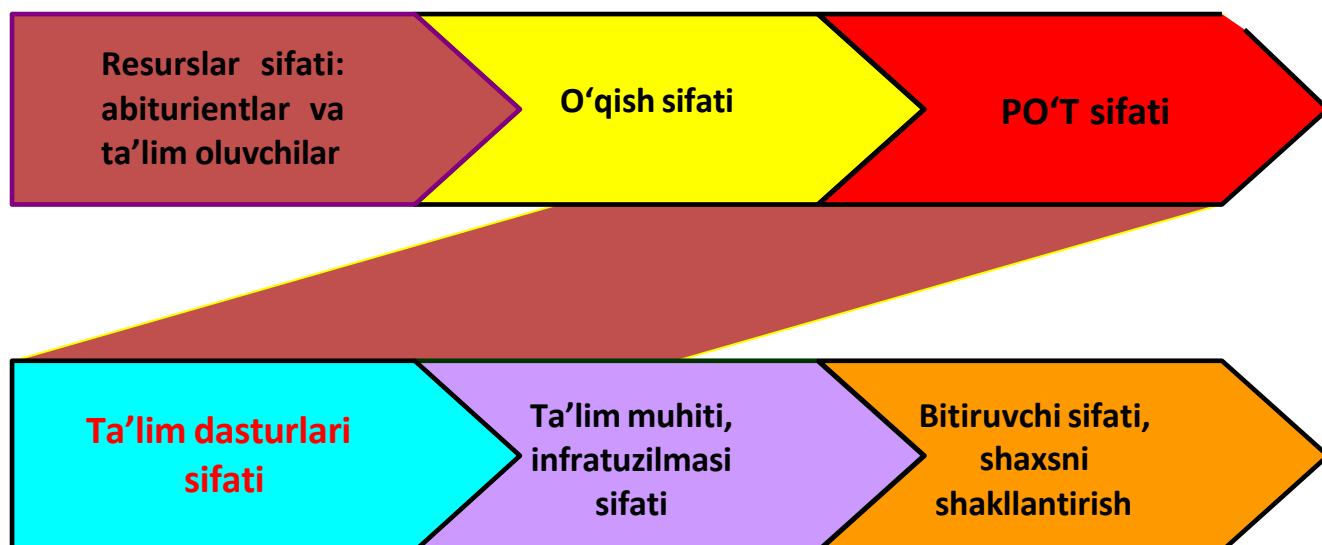 Resurslar sifati:
abiturientlar va
ta’lim oluvchilar
O‘qish sifati
PO‘T sifati
Ta’lim dasturlari
sifati
Ta’lim muhiti,
infratuzilmasi
sifati
Bitiruvchi sifati,
shaxsni
shakllantirish